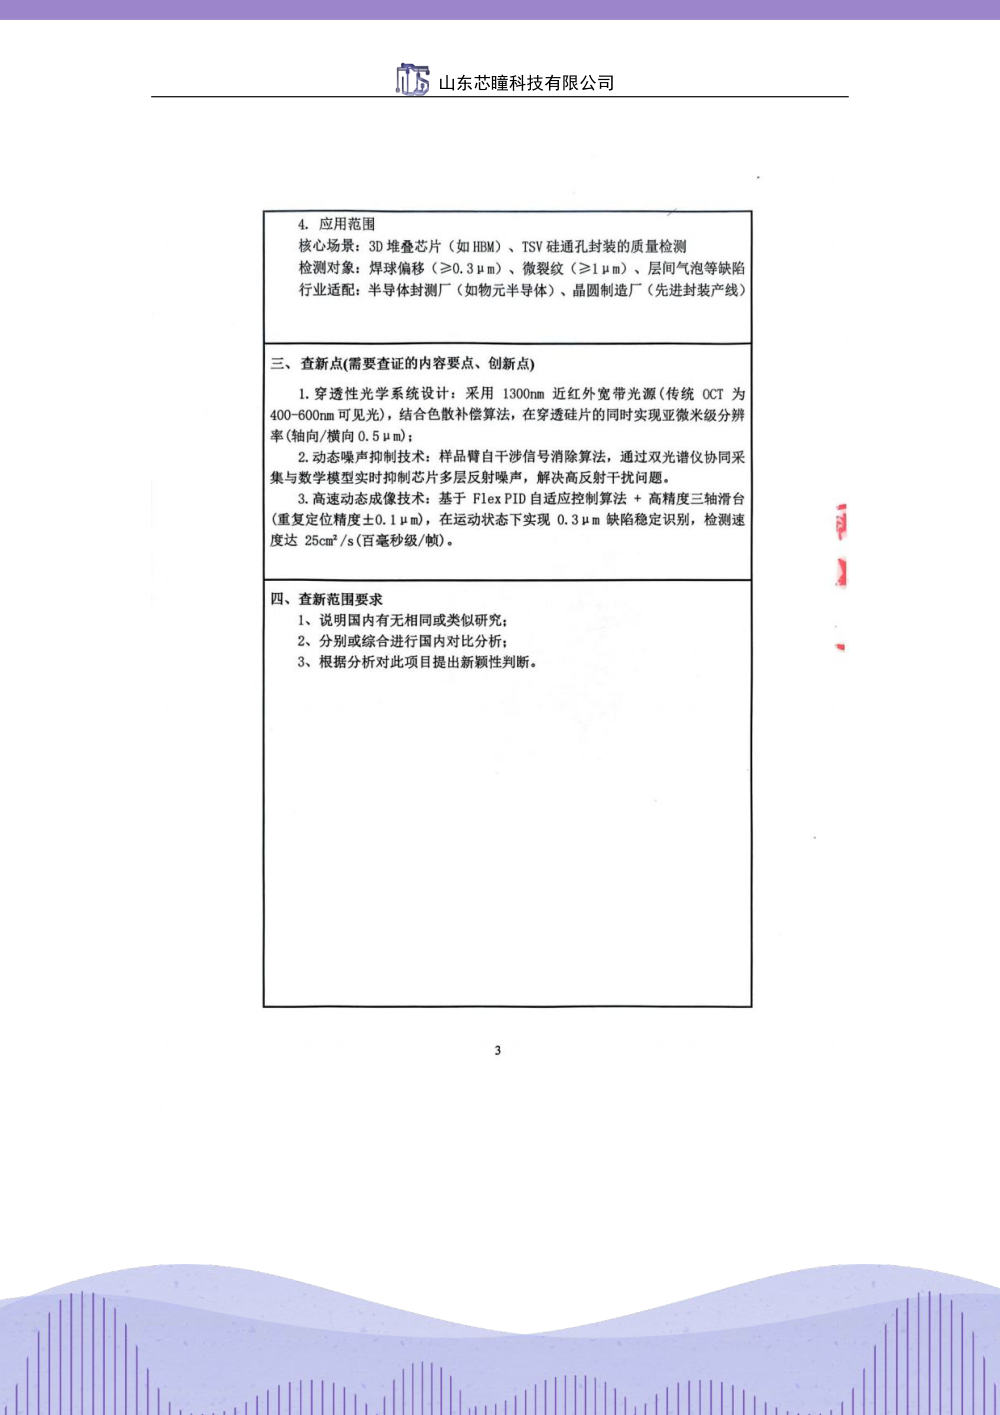 山东芯瞳科技有限公司
4. 应用范围
核心场景：3D 堆叠芯片（如 HBM）、TSV 硅通孔封装的质量检测
检测对象：焊球偏移（≥0.3μm）、微裂纹（≥1μm）、层间气泡等缺陷
行业适配：半导体封测厂（如物元半导体）、晶圆制造厂（先进封装产线）
三、查新点(需要查证的内容要点、创新点)
1.穿透性光学系统设计：采用 1300nm 近红外宽带光源(传统 OCT 为
400-600nm 可见光)，结合色散补偿算法，在穿透硅片的同时实现亚微米级分辨
率(轴向/横向 0.5μm)；
2.动态噪声抑制技术：样品臂自干涉信号消除算法，通过双光谱仪协同采
集与数学模型实时抑制芯片多层反射噪声，解决高反射干扰问题。
3.高速动态成像技术：基于 Flex PID 自适应控制算法 + 高精度三轴滑台
(重复定位精度±0.1μm)，在运动状态下实现 0.3μm 缺陷稳定识别，检测速
度达 25cm²/s(百毫秒级/帧)。
四、查新范围要求
1、说明国内有无相同或类似研究；
2、分别或综合进行国内对比分析；
3、根据分析对此项目提出新颖性判断。
3